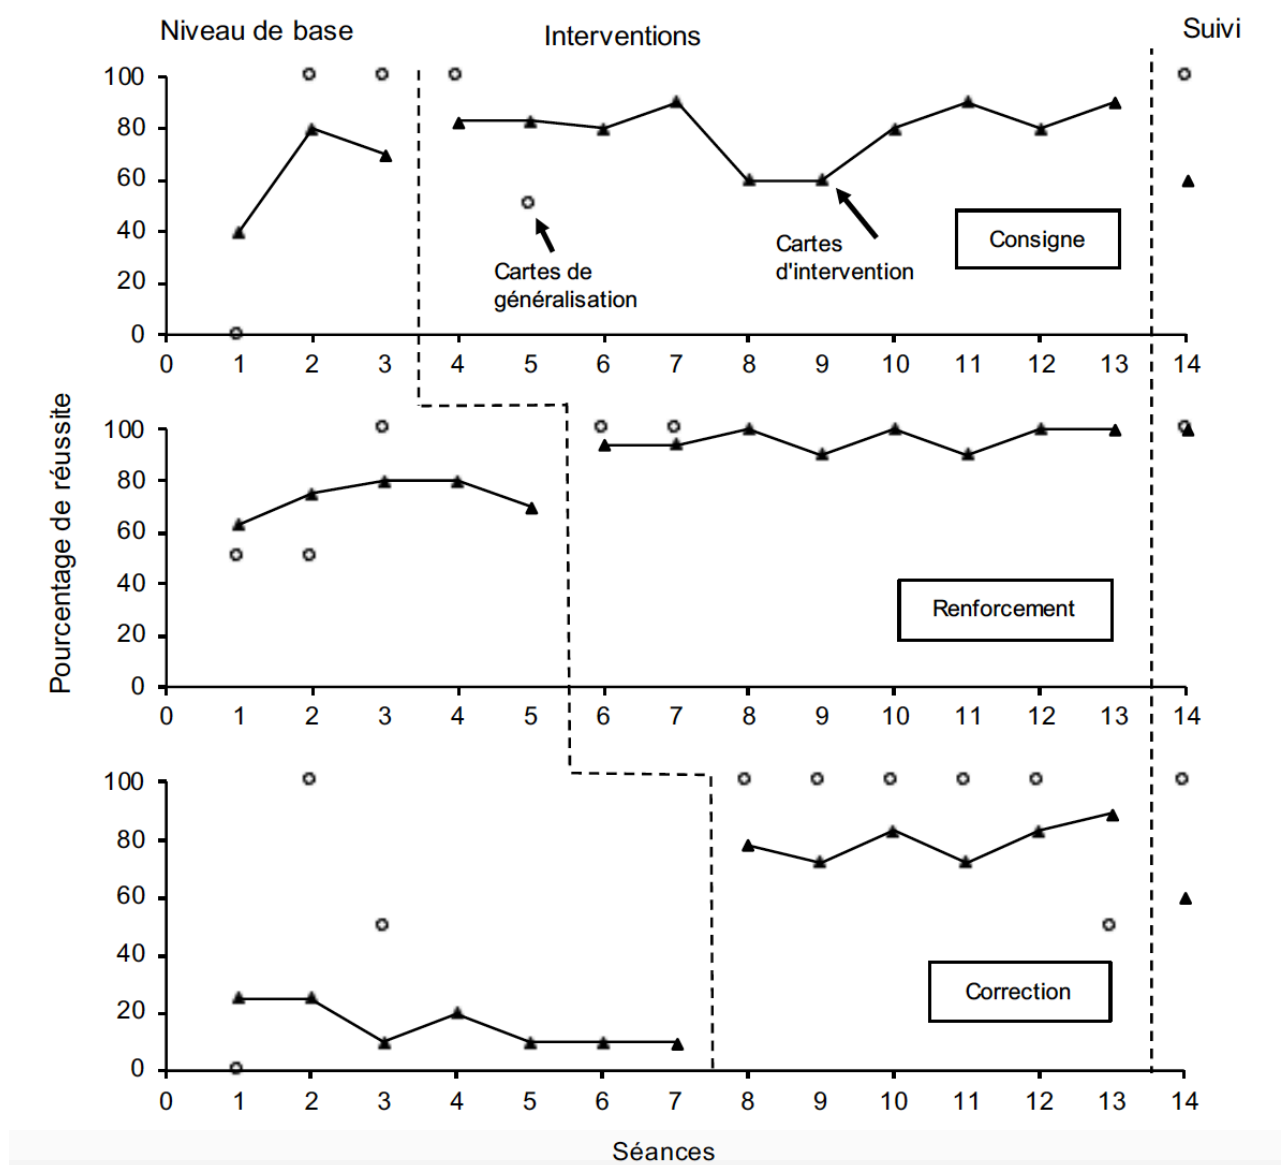 Niveau de base
Interventions
Suivi
100
80
60
40
20
0
Cartes de
généralisation
Cartes
d'intervention
Consigne
0 1 2 3 4 5 6 7 8 9 10 11 12 13 14
Pourcentage de réussite
100
80
60
40
20
0
Renforcement
0 1 2 3 4 5 6 7 8 9 10 11 12 13 14
100
80
60
40
20
0
Correction
0 1 2 3 4 5 6 7 8 9 10 11 12 13 14
Séances